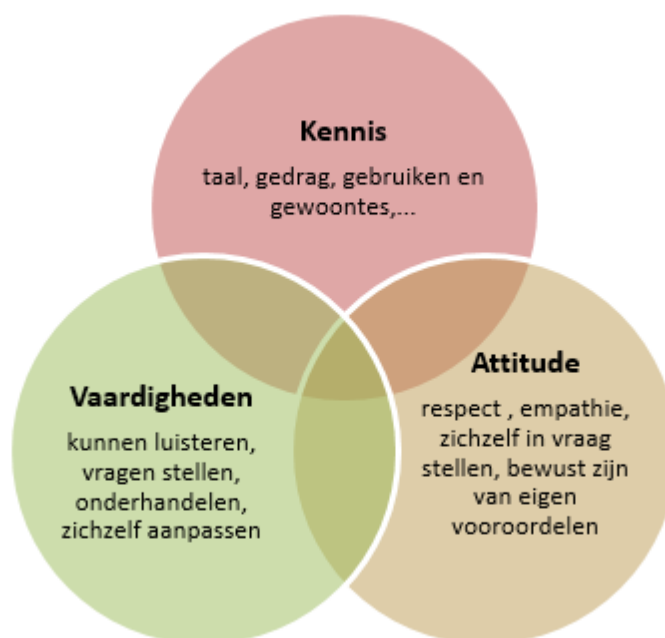 Kennis
taal, gedrag, gebruiken en
gewoontes,...
Vaardigheden
kunnen luisteren,
vragen stellen,
onderhandelen,
zichzelf aanpassen
Attitude
respect , empathie,
zichzelf in vraag
stellen, bewust zijn
van eigen
vooroordelen